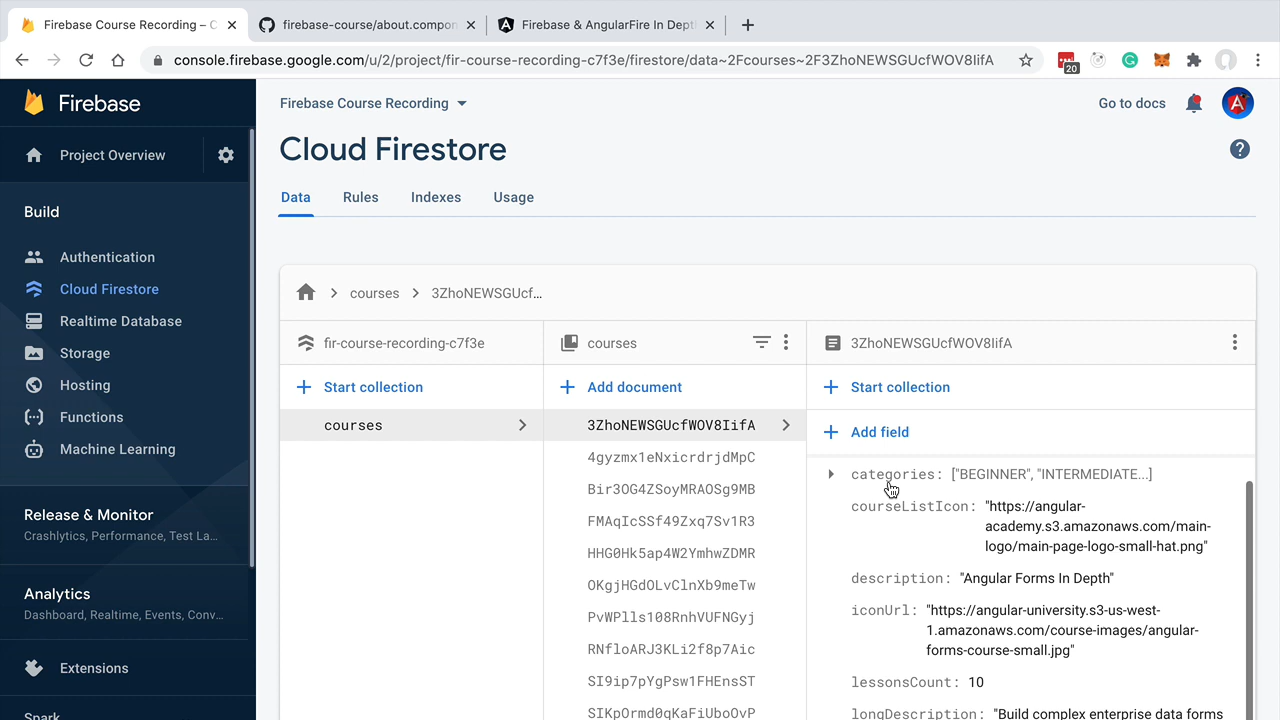 Firebase Course Recording – C
firebase-course/about.compon
Firebase & AngularFire In Dept
console.firebase.google.com/u/2/project/fir-course-recording-c7f3e/firestore/data~2Fcourses~2F3ZhoNEWSGUcfWOV8IifA
20
Firebase
Firebase Course Recording
Go to docs
Cloud Firestore
Project Overview
Data
Rules
Indexes
Usage
Build
Authentication
Cloud Firestore
Realtime Database
Storage
Hosting
Functions
Machine Learning
Release & Monitor
Crashlytics, Performance, Test La…
Analytics
Dashboard, Realtime, Events, Conv…
Extensions
Spark
courses
3ZhoNEWSGUcf…
fir-course-recording-c7f3e
courses
3ZhoNEWSGUcfWOV8IifA
Start collection
Add document
Start collection
courses
3ZhoNEWSGUcfWOV8IifA
4gyzmx1eNxicrdrjdMpC
Bir3OG4ZSoyMRAOSg9MB
FMAqIcSSf49Zxq7Sv1R3
HHG0Hk5ap4W2YmhwZDMR
OKgjHGdOLvClnXb9meTw
PvWPlls108RnhVUFNGyj
RNfloARJ3KLi2f8p7Aic
SI9ip7pYgPsw1FHEnsST
SIKpOrmd0qKaFiUboOvP
Add field
categories: ["BEGINNER", "INTERMEDIATE...]
courseListIcon: "https://angular-
academy.s3.amazonaws.com/main-
logo/main-page-logo-small-hat.png"
description: "Angular Forms In Depth"
iconUrl: "https://angular-university.s3-us-west-
1.amazonaws.com/course-images/angular-
forms-course-small.jpg"
lessonsCount: 10
longDescription: "Build complex enterprise data forms